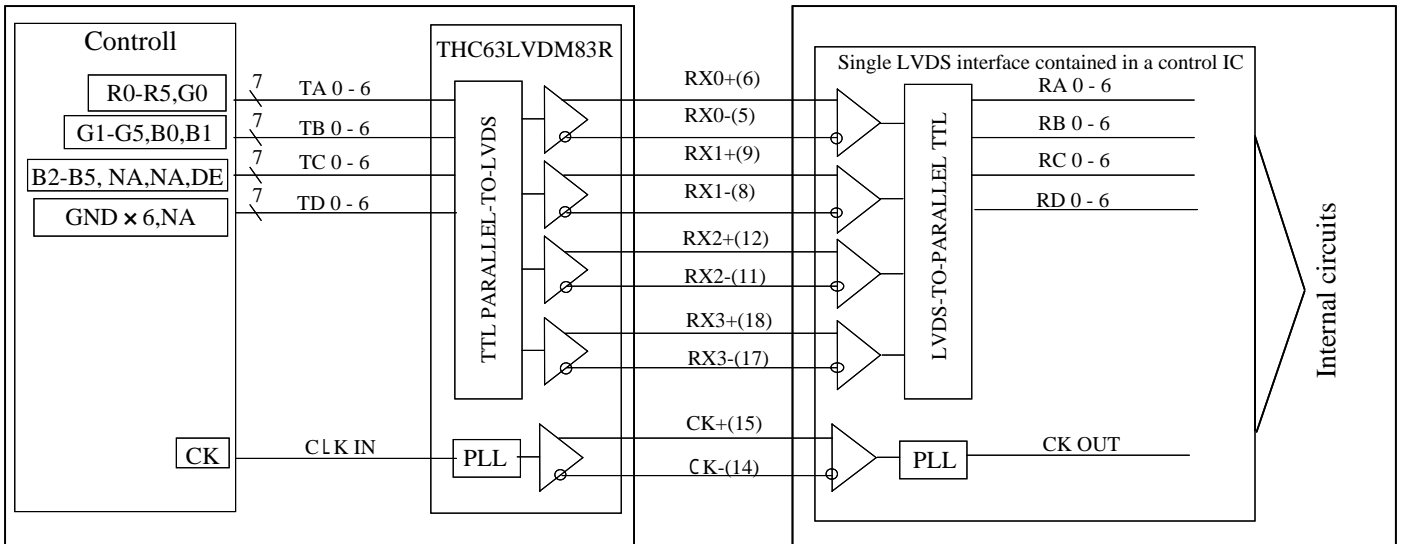 Controll
THC63LVDM83R
Single LVDS interface contained in a control IC
R0-R5,G0
7
TA 0 - 6
RX0+(6)
RA 0 - 6
G1-G5,B0,B1
7
TB 0 - 6
RX0-(5)
RB 0 - 6
B2-B5, NA,NA,DE
7
TC 0 - 6
RX1+(9)
RC 0 - 6
GND × 6,NA
7
TD 0 - 6
RX1-(8)
RD 0 - 6
TTL PARALLEL-TO-LVDS
RX2+(12)
RX2-(11)
RX3+(18)
RX3-(17)
LVDS-TO-PARALLEL TTL
Internal circuits
CK
CLK IN
PLL
CK+(15)
CK-(14)
PLL
CK OUT